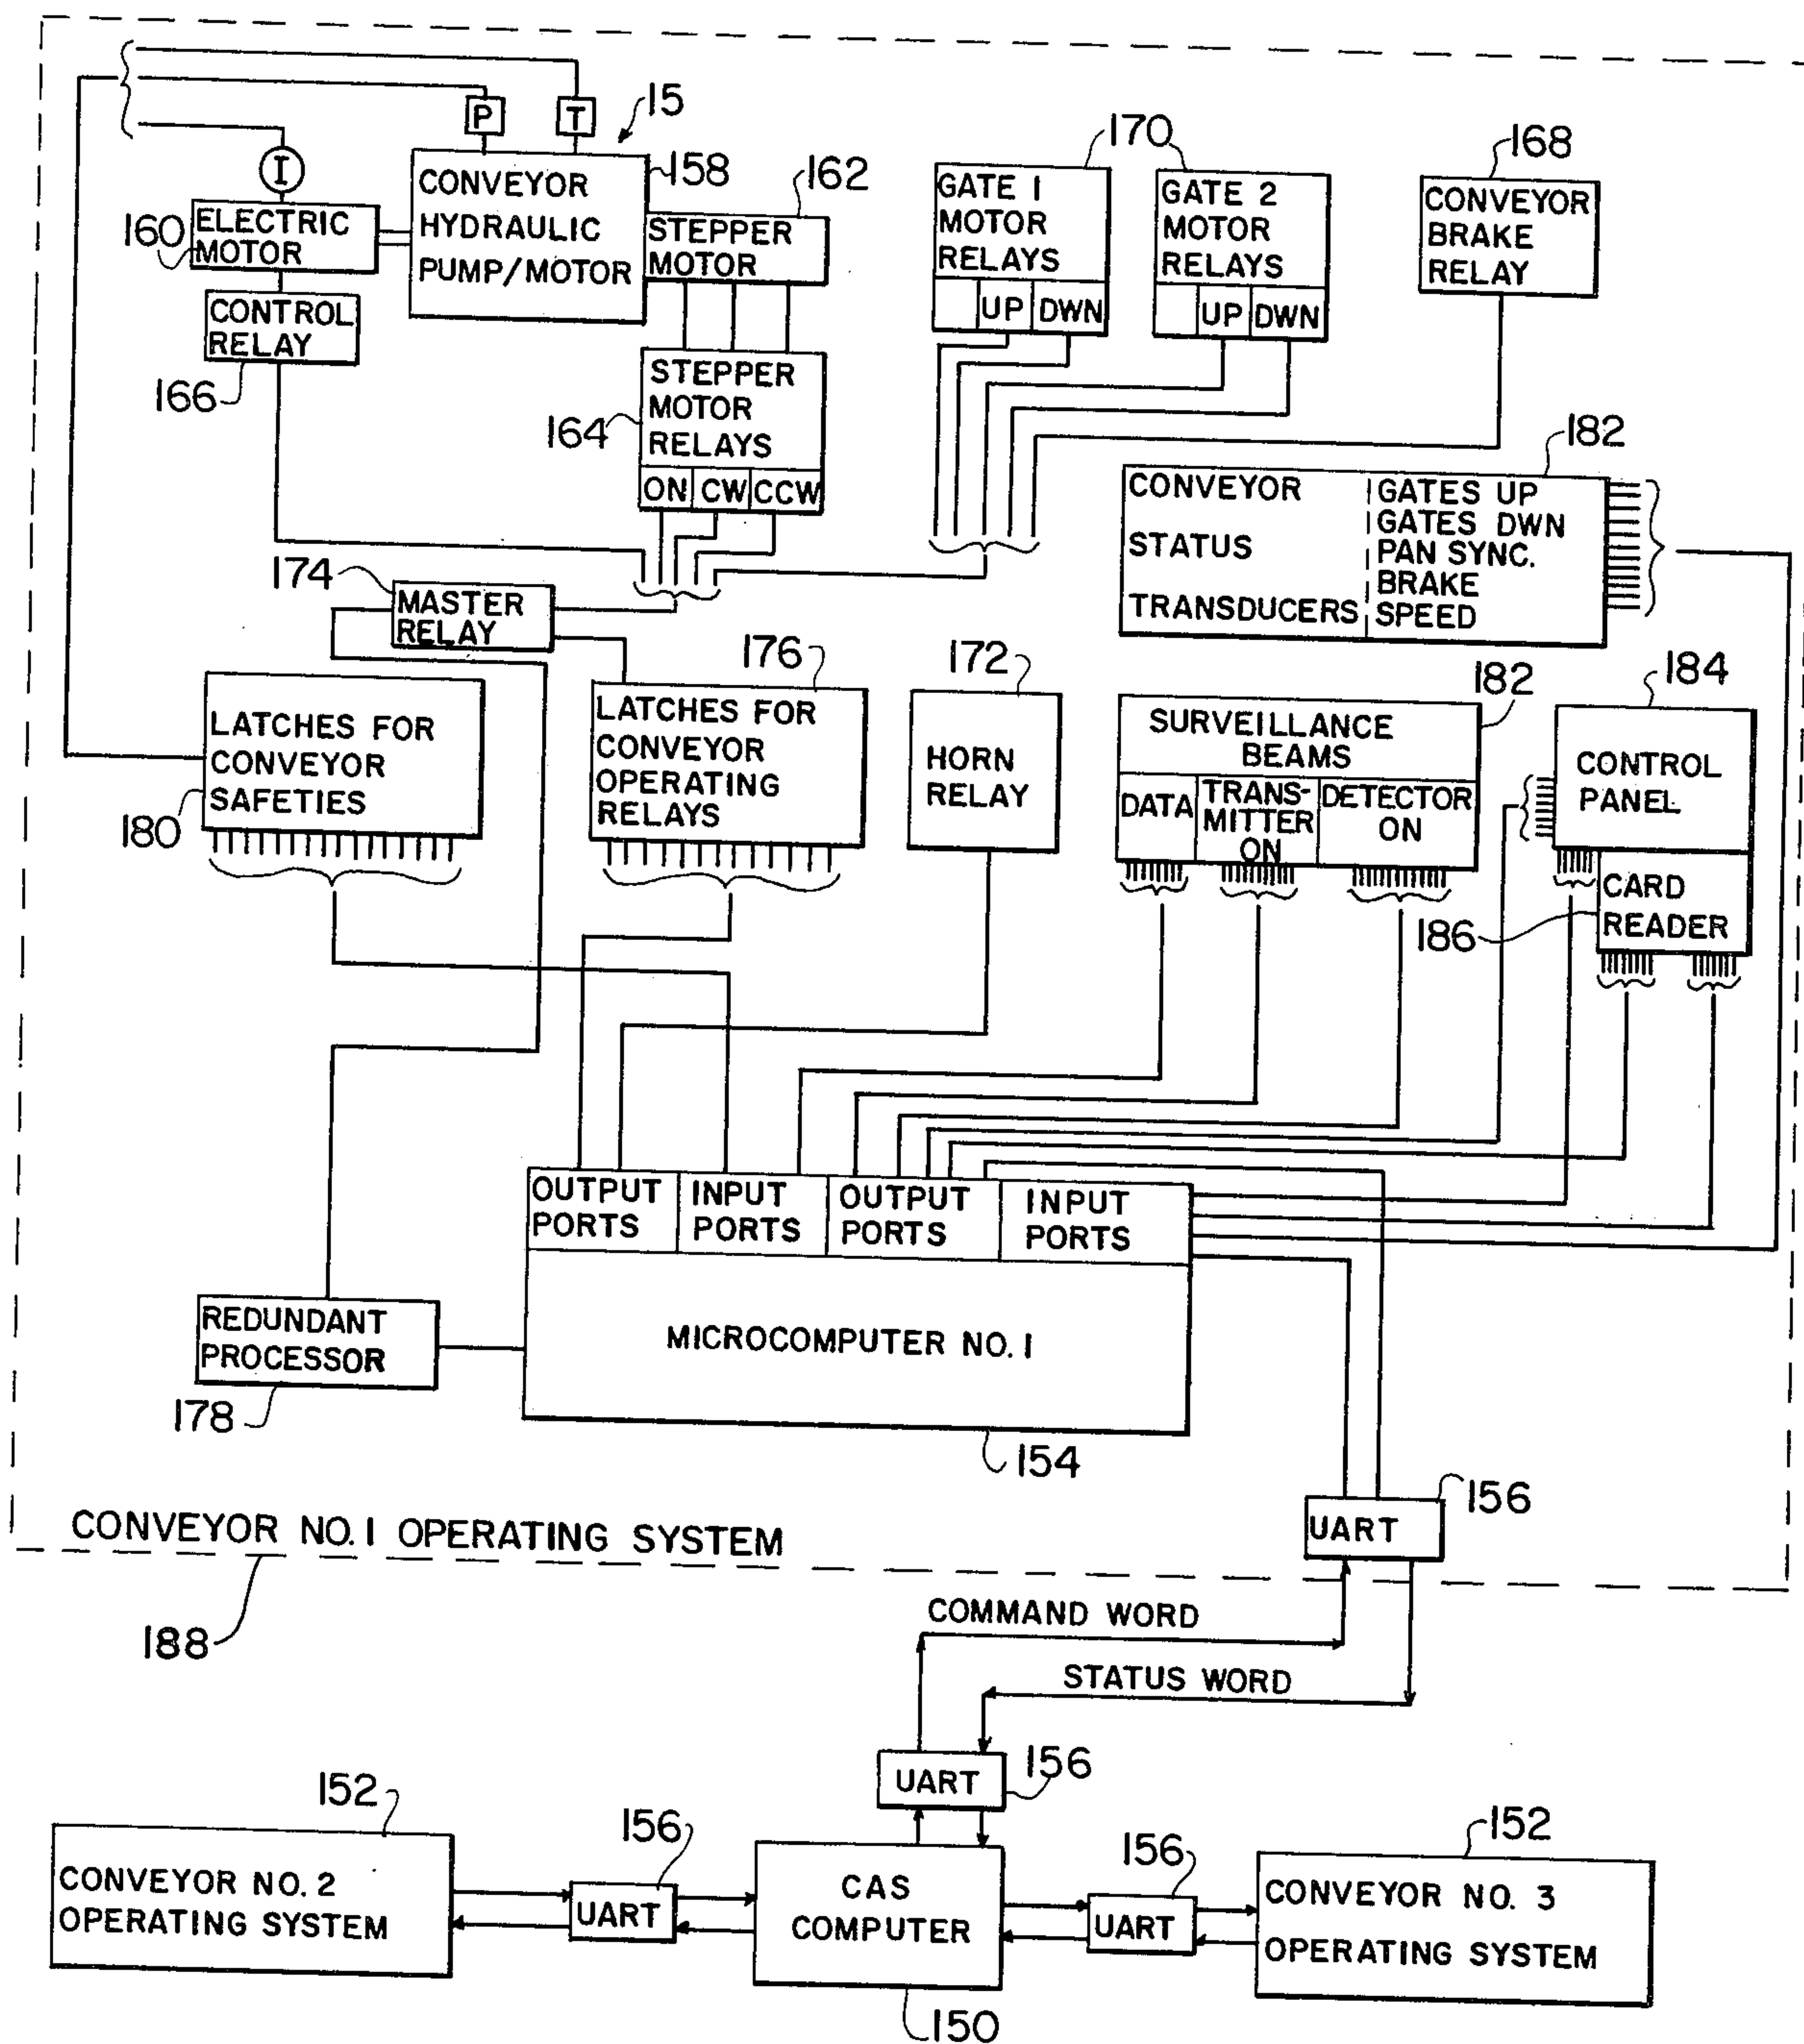 P
T
15
I
CONVEYOR
HYDRAULIC
PUMP/MOTOR
158
162
160
ELECTRIC
MOTOR
STEPPER
MOTOR
CONTROL
RELAY
166
164
STEPPER
MOTOR
RELAYS
ON CW CCW
170
GATE 1
MOTOR
RELAYS
UP DWN
GATE 2
MOTOR
RELAYS
UP DWN
168
CONVEYOR
BRAKE
RELAY
182
CONVEYOR
STATUS
TRANSDUCERS
GATES UP
GATES DWN
PAN SYNC.
BRAKE
SPEED
174
MASTER
RELAY
180
LATCHES FOR
CONVEYOR
SAFETIES
176
LATCHES FOR
CONVEYOR
OPERATING
RELAYS
172
HORN
RELAY
182
SURVEILLANCE
BEAMS
DATA
TRANS-
MITTER
ON
DETECTOR
ON
184
CONTROL
PANEL
186
CARD
READER
OUTPUT
PORTS
INPUT
PORTS
OUTPUT
PORTS
INPUT
PORTS
MICROCOMPUTER NO. 1
154
REDUNDANT
PROCESSOR
178
156
UART
CONVEYOR NO. 1 OPERATING SYSTEM
188
COMMAND WORD
STATUS WORD
UART
156
152
CONVEYOR NO. 2
OPERATING SYSTEM
156
UART
CAS
COMPUTER
150
156
UART
152
CONVEYOR NO. 3
OPERATING SYSTEM